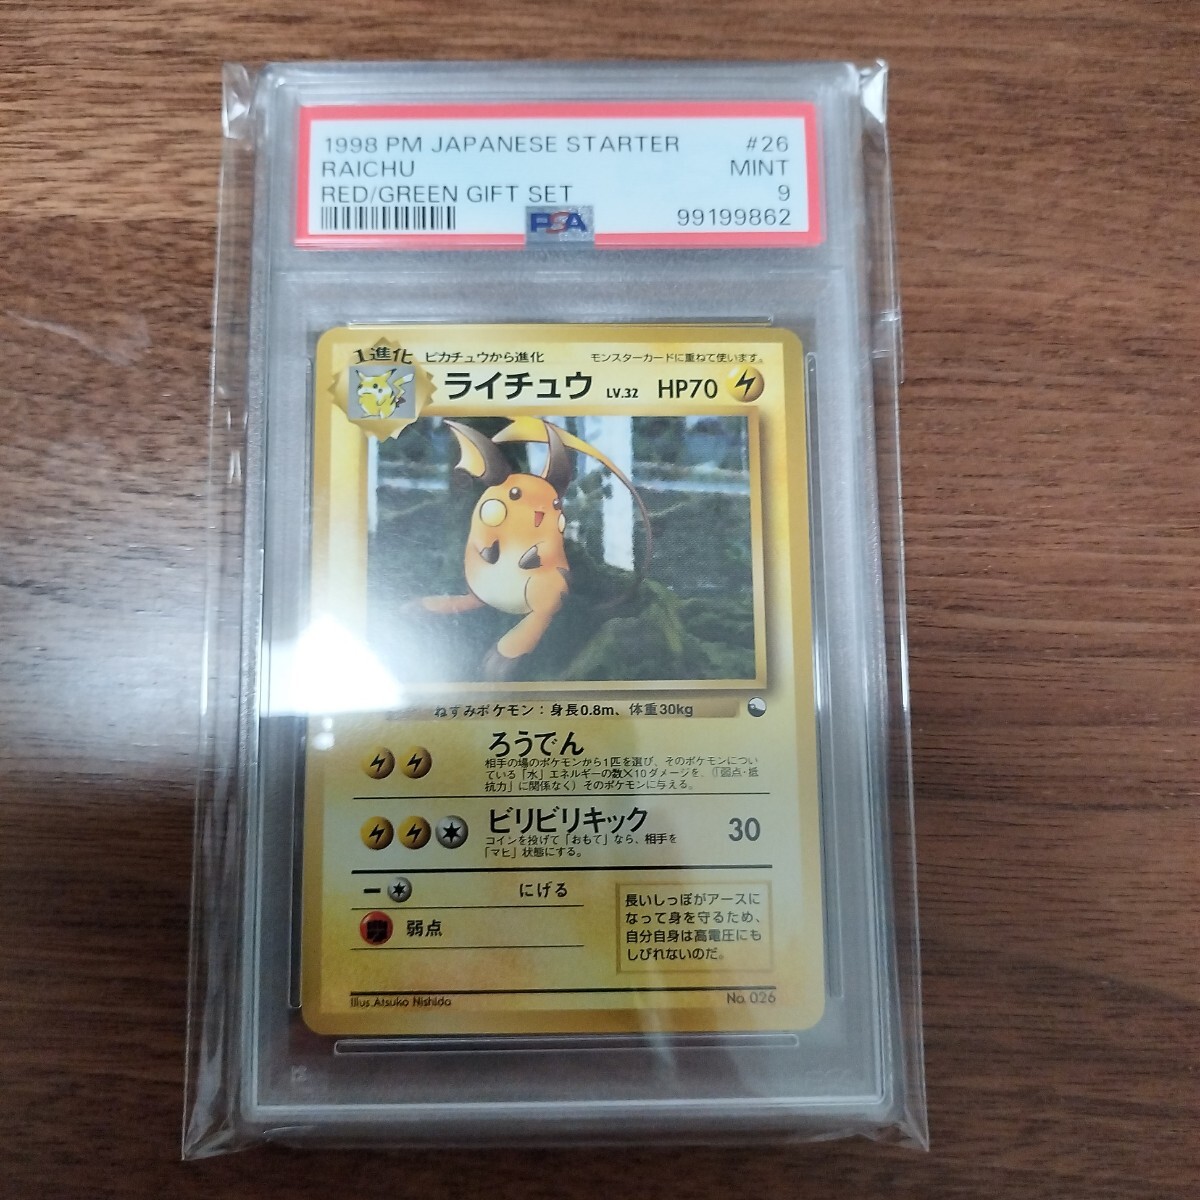 1998 PM JAPANESE STARTER #26
RAICHU MINT
RED/GREEN GIFT SET 9
PSA 99199862
1進化 ピカチュウから進化 モンスターカードに重ねて使います。
ライチュウ LV.32 HP70
ねずみポケモン：身長0.8m、体重30kg
ろうでん
相手の場のポケモンから1匹を選び、そのポケモンについ
ている「水」エネルギーの数×10ダメージを、（「弱点・抵
抗力」に関係なく）そのポケモンに与える。
ビリビリキック 30
コインを投げて「おもて」なら、相手を
「マヒ」状態にする。
にげる
弱点
長いしっぽがアースに
なって身を守るため、
自分自身は高電圧にも
しびれないのだ。
Illus.Atsuko Nishida No.026